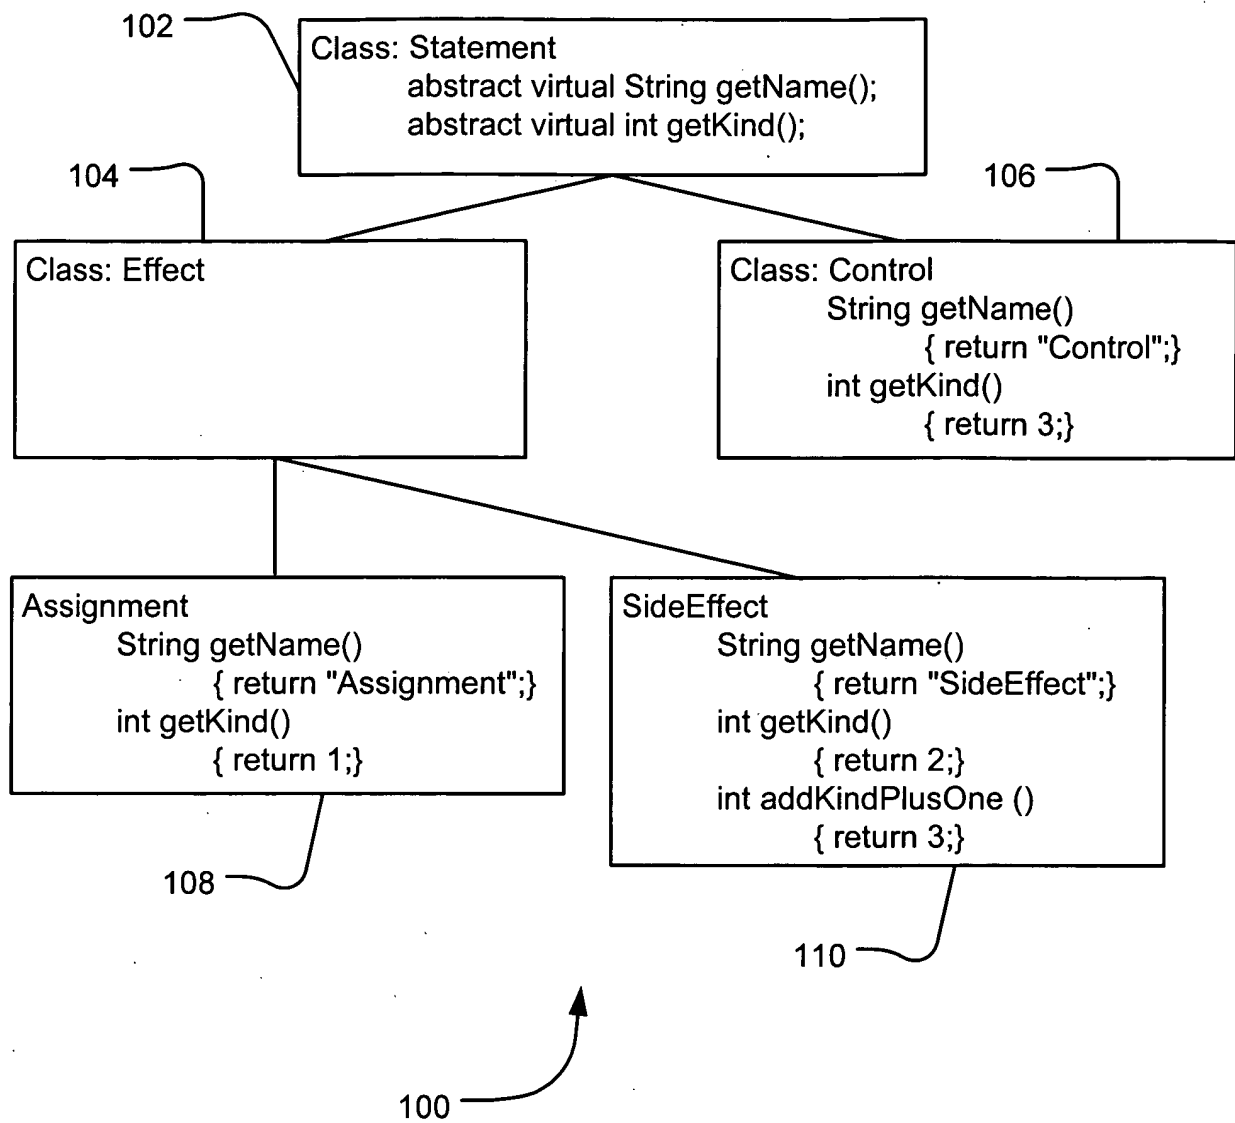 102
Class: Statement
abstract virtual String getName();
abstract virtual int getKind();
104
106
Class: Effect
Class: Control
String getName()
{ return "Control";}
int getKind()
{ return 3;}
Assignment
String getName()
{ return "Assignment";}
int getKind()
{ return 1;}
SideEffect
String getName()
{ return "SideEffect";}
int getKind()
{ return 2;}
int addKindPlusOne ()
{ return 3;}
108
110
100